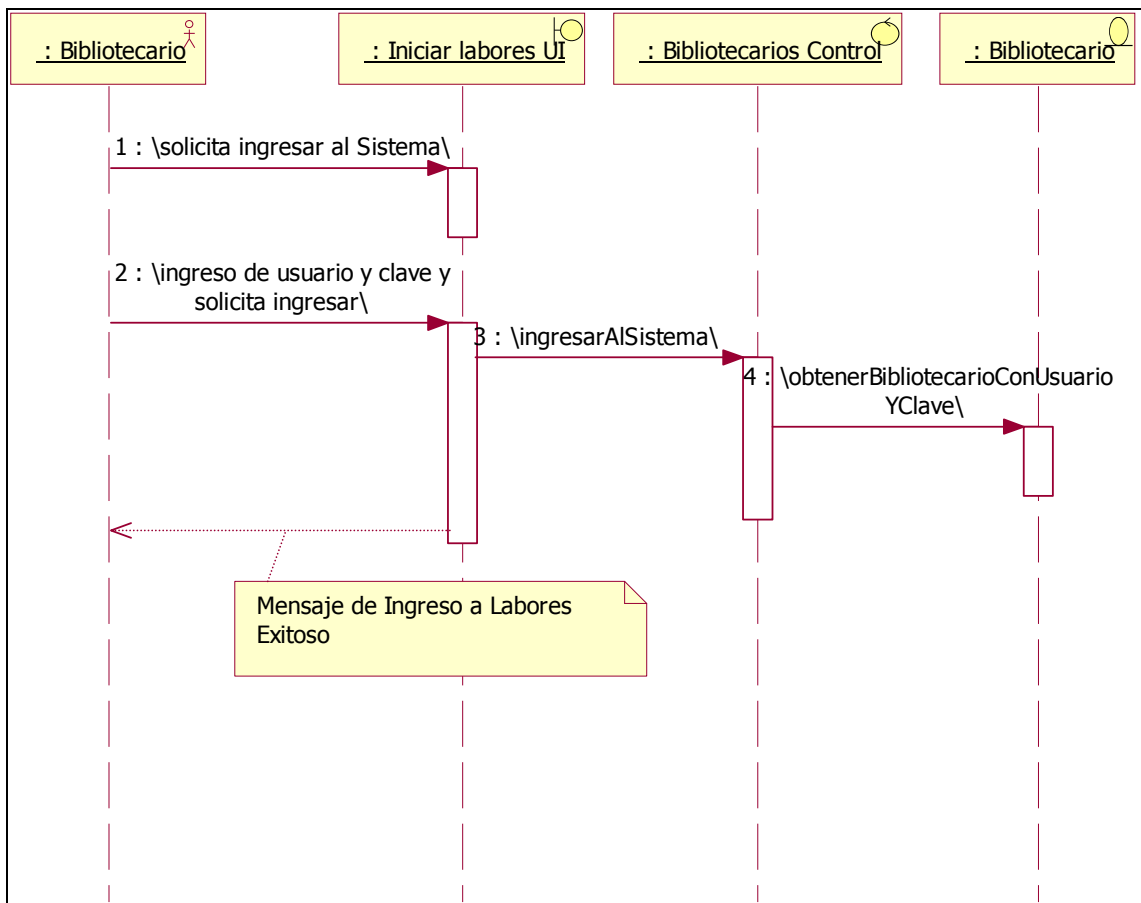 : Bibliotecario
: Iniciar labores UI
: Bibliotecarios Control
: Bibliotecario
1 : \solicita ingresar al Sistema\
2 : \ingreso de usuario y clave y
solicita ingresar\
3 : \ingresarAlSistema\
4 : \obtenerBibliotecarioConUsuario
YClave\
Mensaje de Ingreso a Labores
Exitoso